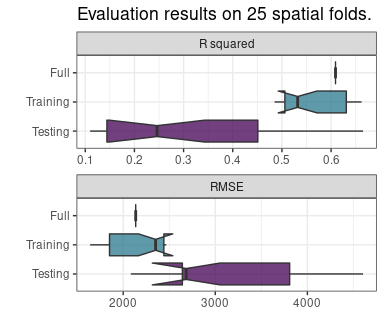 Evaluation results on 25 spatial folds.
R squared
Full
Training
Testing
0.1 0.2 0.3 0.4 0.5 0.6
RMSE
Full
Training
Testing
2000 3000 4000